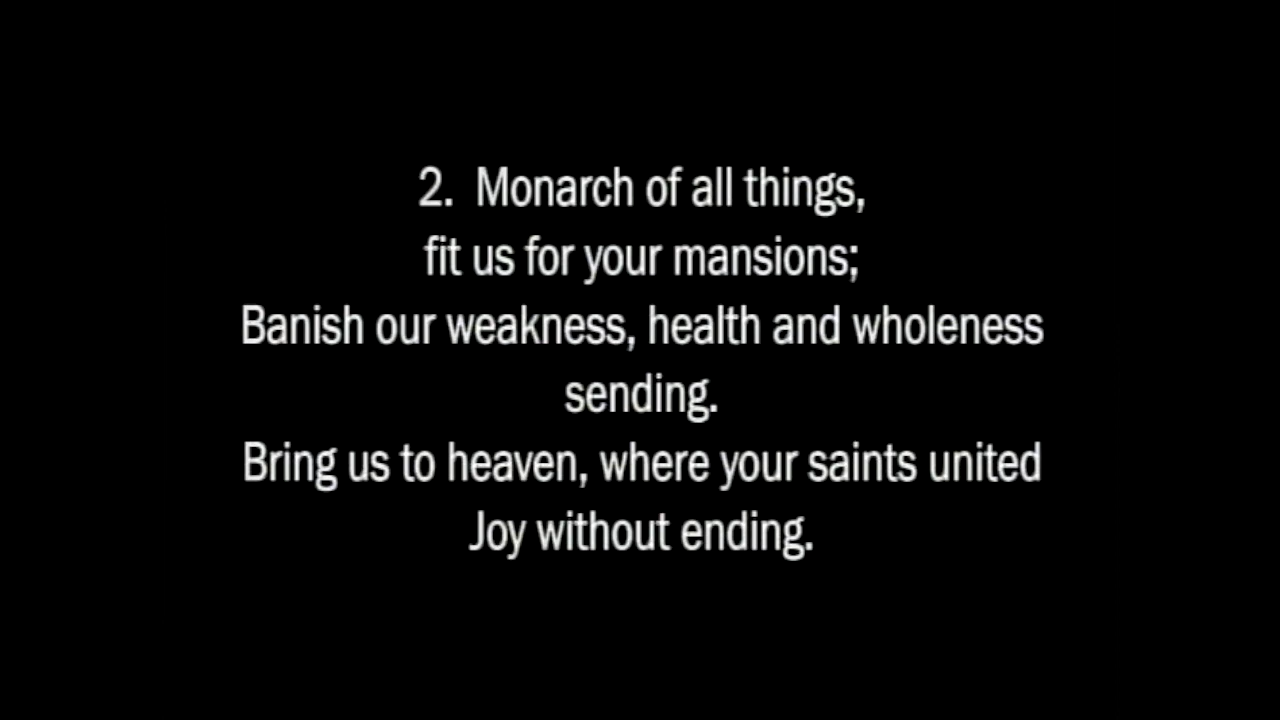 2.  Monarch of all things,
fit us for your mansions;
Banish our weakness, health and wholeness
sending.
Bring us to heaven, where your saints united
Joy without ending.